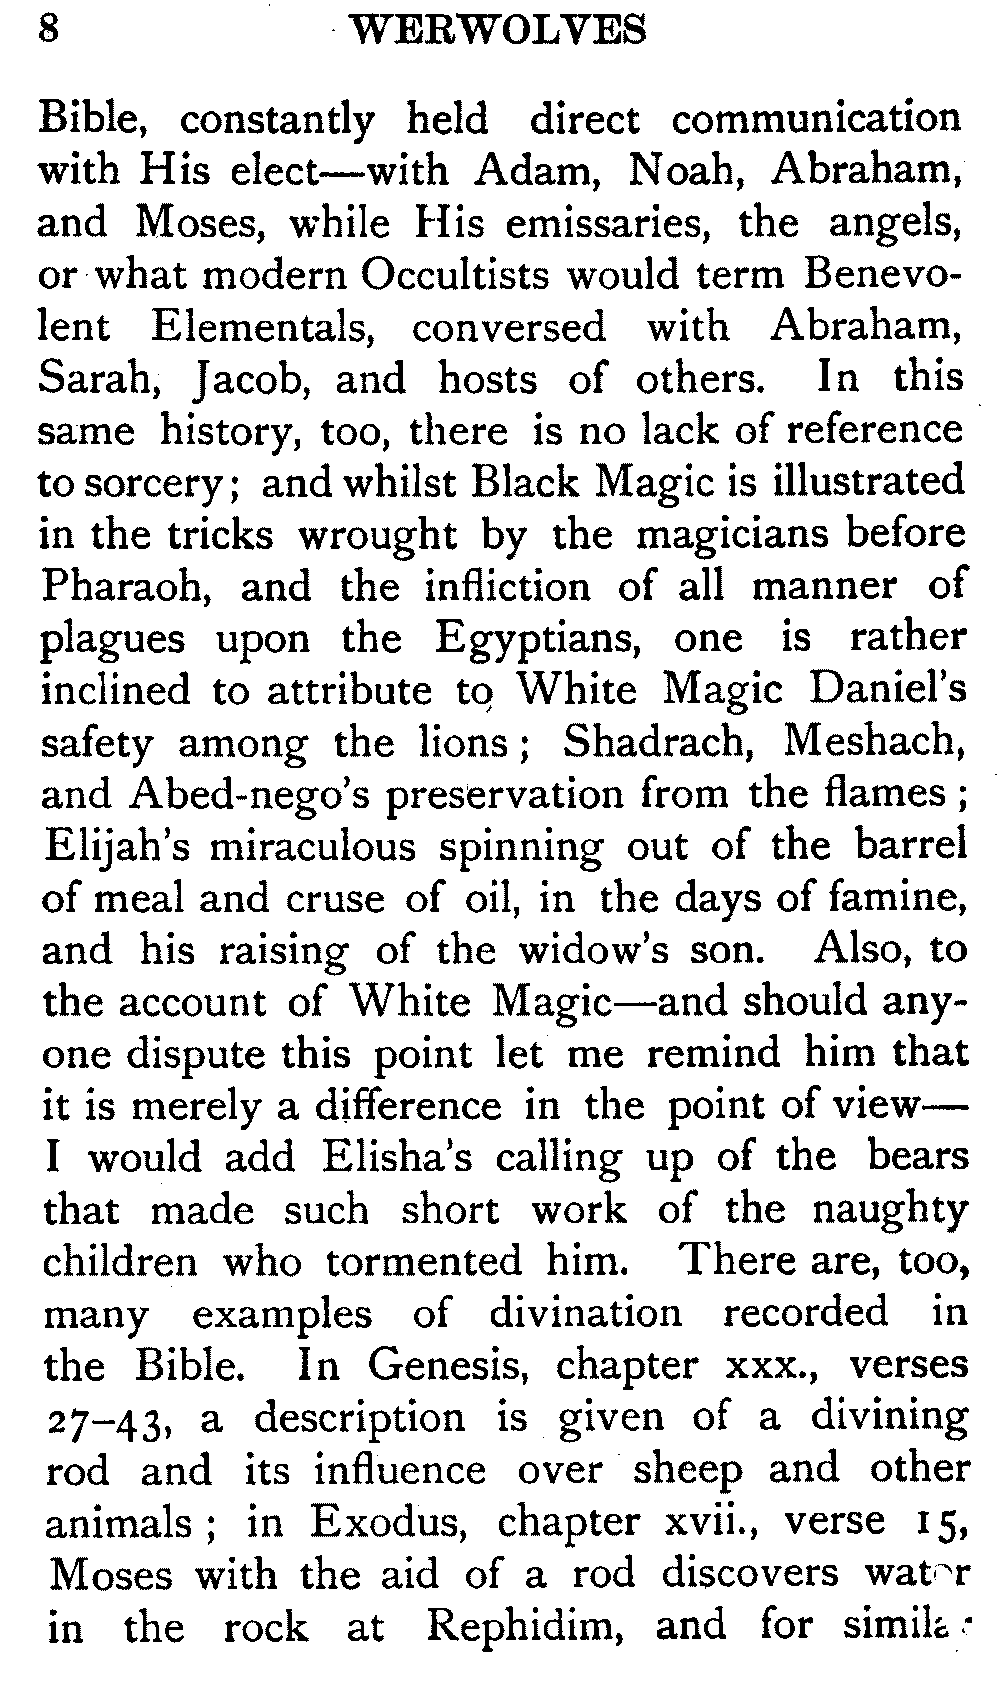 8 WERWOLVES
Bible, constantly held direct communication
with His elect—with Adam, Noah, Abraham,
and Moses, while His emissaries, the angels,
or what modern Occultists would term Benevo-
lent Elementals, conversed with Abraham,
Sarah, Jacob, and hosts of others. In this
same history, too, there is no lack of reference
to sorcery; and whilst Black Magic is illustrated
in the tricks wrought by the magicians before
Pharaoh, and the infliction of all manner of
plagues upon the Egyptians, one is rather
inclined to attribute to White Magic Daniel's
safety among the lions; Shadrach, Meshach,
and Abed-nego's preservation from the flames;
Elijah's miraculous spinning out of the barrel
of meal and cruse of oil, in the days of famine,
and his raising of the widow's son. Also, to
the account of White Magic—and should any-
one dispute this point let me remind him that
it is merely a difference in the point of view—
I would add Elisha's calling up of the bears
that made such short work of the naughty
children who tormented him. There are, too,
many examples of divination recorded in
the Bible. In Genesis, chapter xxx., verses
27–43, a description is given of a divining
rod and its influence over sheep and other
animals; in Exodus, chapter xvii., verse 15,
Moses with the aid of a rod discovers water
in the rock at Rephidim, and for similar